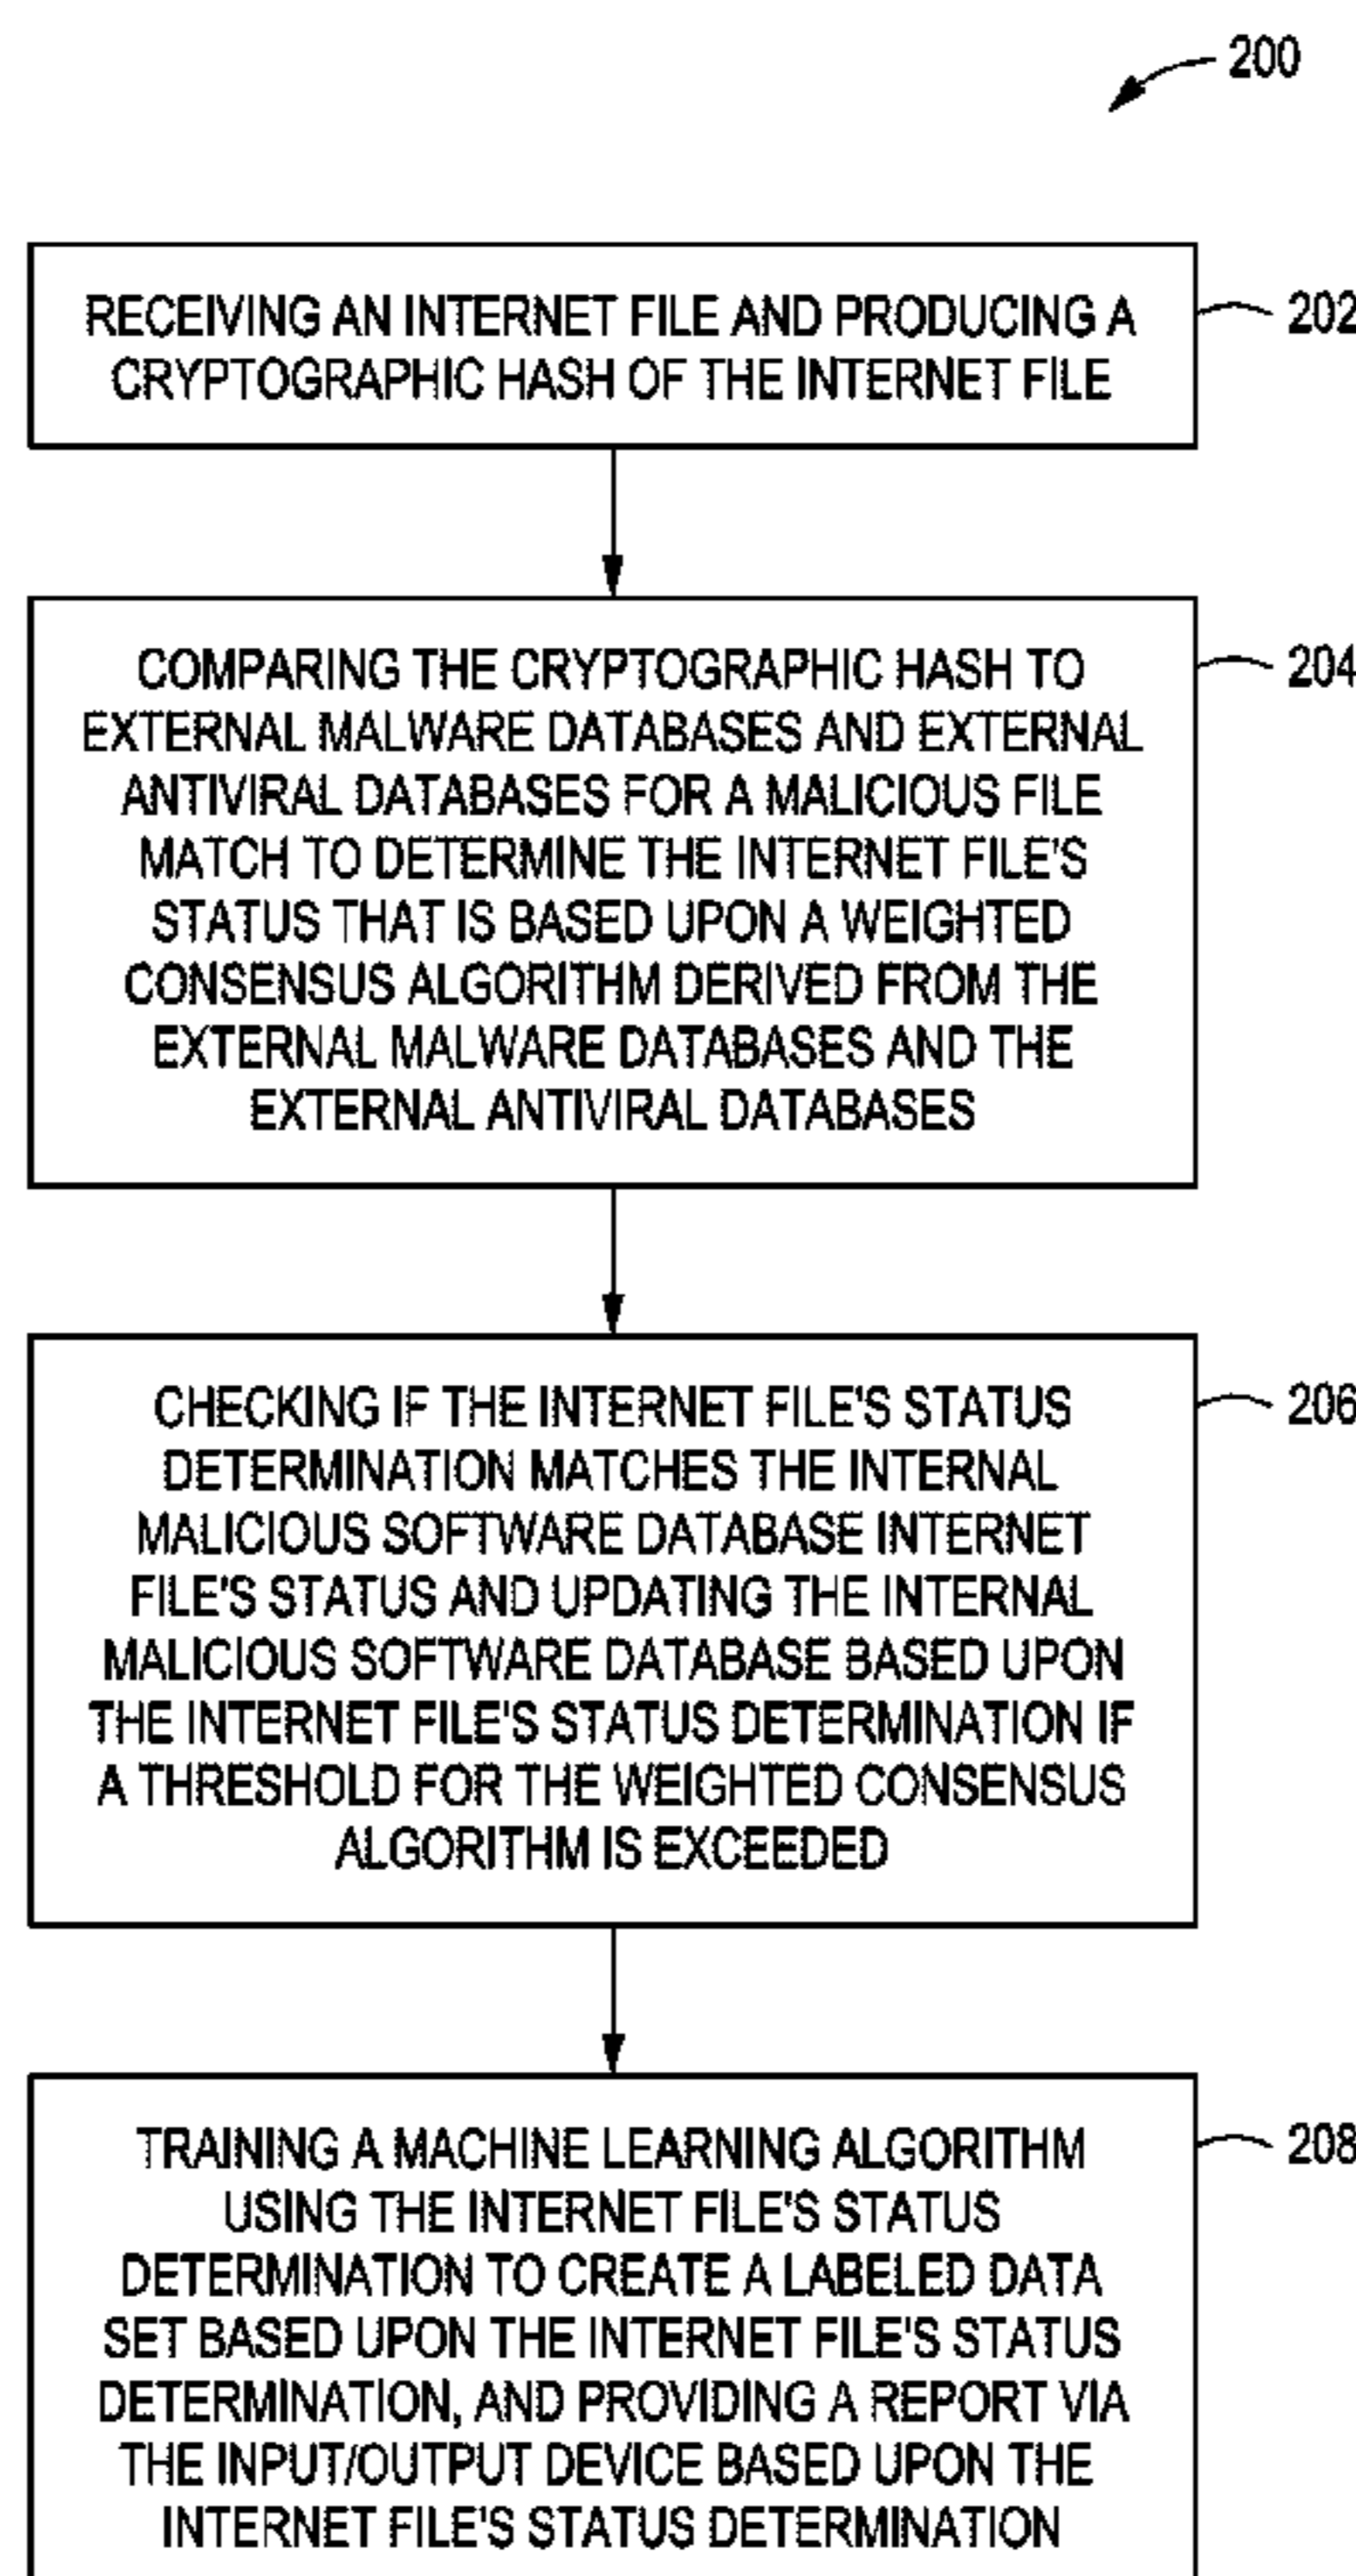 200
RECEIVING AN INTERNET FILE AND PRODUCING A
CRYPTOGRAPHIC HASH OF THE INTERNET FILE
202
COMPARING THE CRYPTOGRAPHIC HASH TO
EXTERNAL MALWARE DATABASES AND EXTERNAL
ANTIVIRAL DATABASES FOR A MALICIOUS FILE
MATCH TO DETERMINE THE INTERNET FILE'S
STATUS THAT IS BASED UPON A WEIGHTED
CONSENSUS ALGORITHM DERIVED FROM THE
EXTERNAL MALWARE DATABASES AND THE
EXTERNAL ANTIVIRAL DATABASES
204
CHECKING IF THE INTERNET FILE'S STATUS
DETERMINATION MATCHES THE INTERNAL
MALICIOUS SOFTWARE DATABASE INTERNET
FILE'S STATUS AND UPDATING THE INTERNAL
MALICIOUS SOFTWARE DATABASE BASED UPON
THE INTERNET FILE'S STATUS DETERMINATION IF
A THRESHOLD FOR THE WEIGHTED CONSENSUS
ALGORITHM IS EXCEEDED
206
TRAINING A MACHINE LEARNING ALGORITHM
USING THE INTERNET FILE'S STATUS
DETERMINATION TO CREATE A LABELED DATA
SET BASED UPON THE INTERNET FILE'S STATUS
DETERMINATION, AND PROVIDING A REPORT VIA
THE INPUT/OUTPUT DEVICE BASED UPON THE
INTERNET FILE'S STATUS DETERMINATION
208